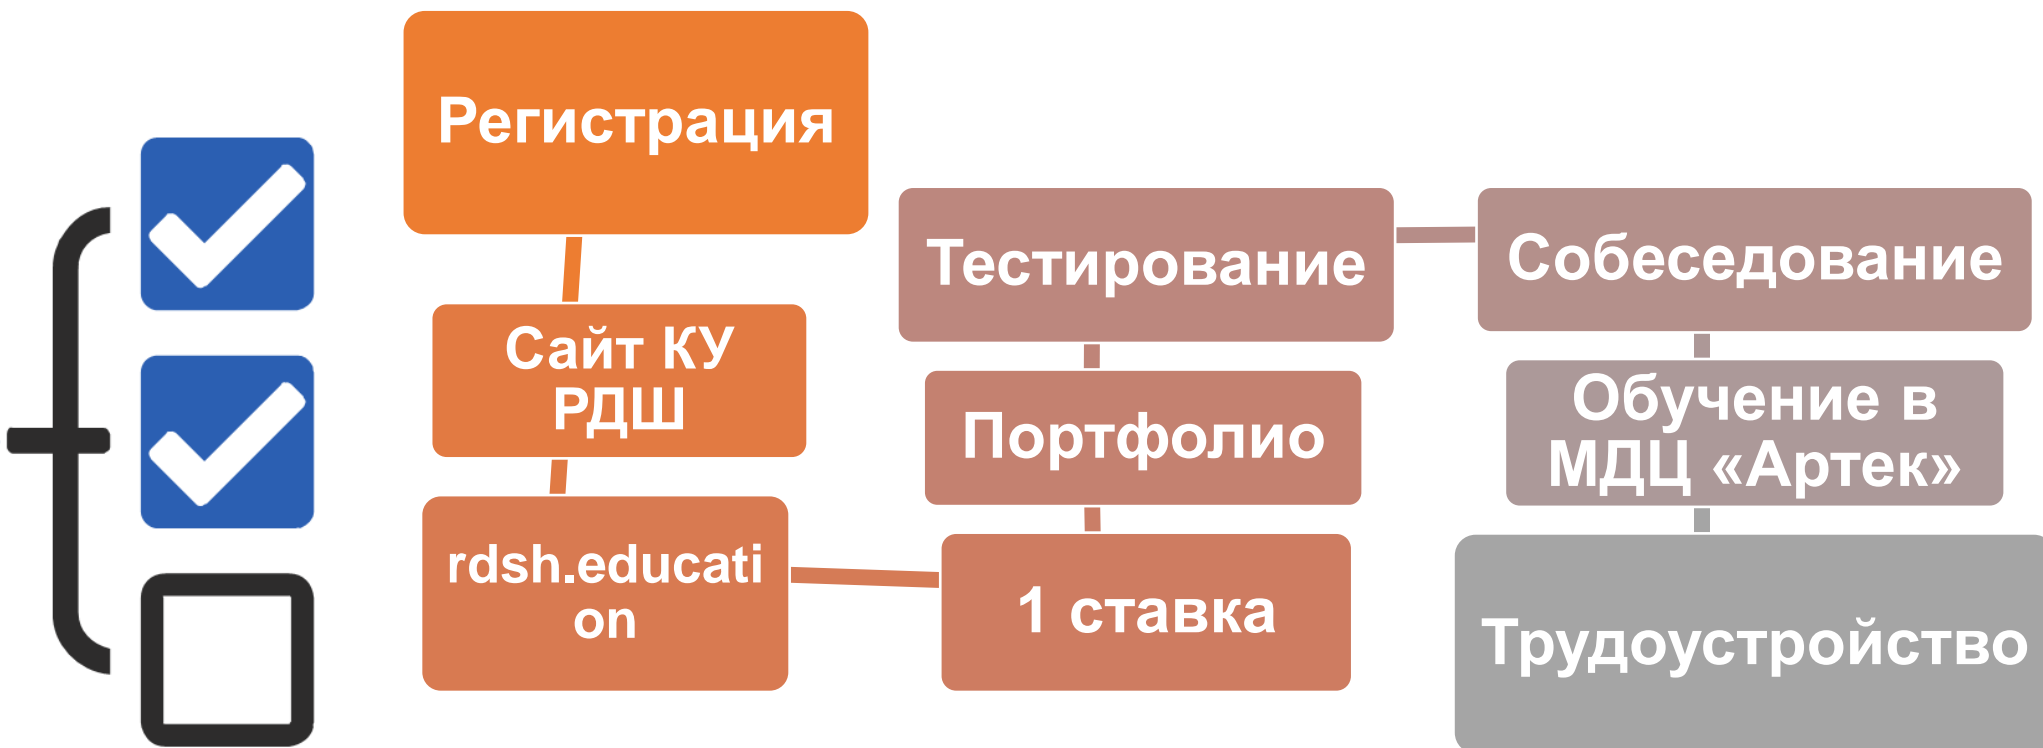 Регистрация
Сайт КУ
РДШ
rdsh.educati
on
1 ставка
Портфолио
Тестирование
Собеседование
Обучение в
МДЦ «Артек»
Трудоустройство